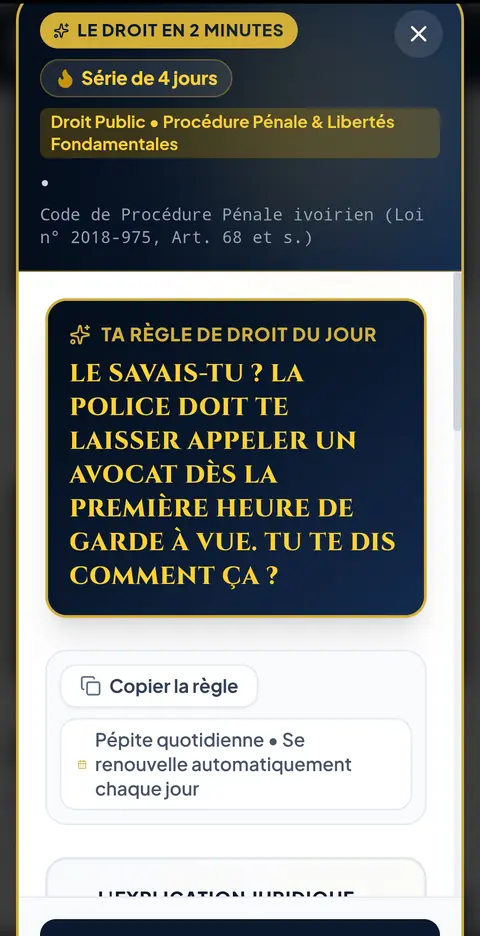 LE DROIT EN 2 MINUTES
Série de 4 jours
Droit Public • Procédure Pénale & Libertés
Fondamentales
•
Code de Procédure Pénale ivoirien (Loi
n° 2018-975, Art. 68 et s.)
TA RÈGLE DE DROIT DU JOUR
LE SAVAIS-TU ? LA
POLICE DOIT TE
LAISSER APPELER UN
AVOCAT DÈS LA
PREMIÈRE HEURE DE
GARDE À VUE. TU TE DIS
COMMENT ÇA ?
Copier la règle
Pépite quotidienne • Se
renouvelle automatiquement
chaque jour
L'EXPLICATION JURIDIQUE